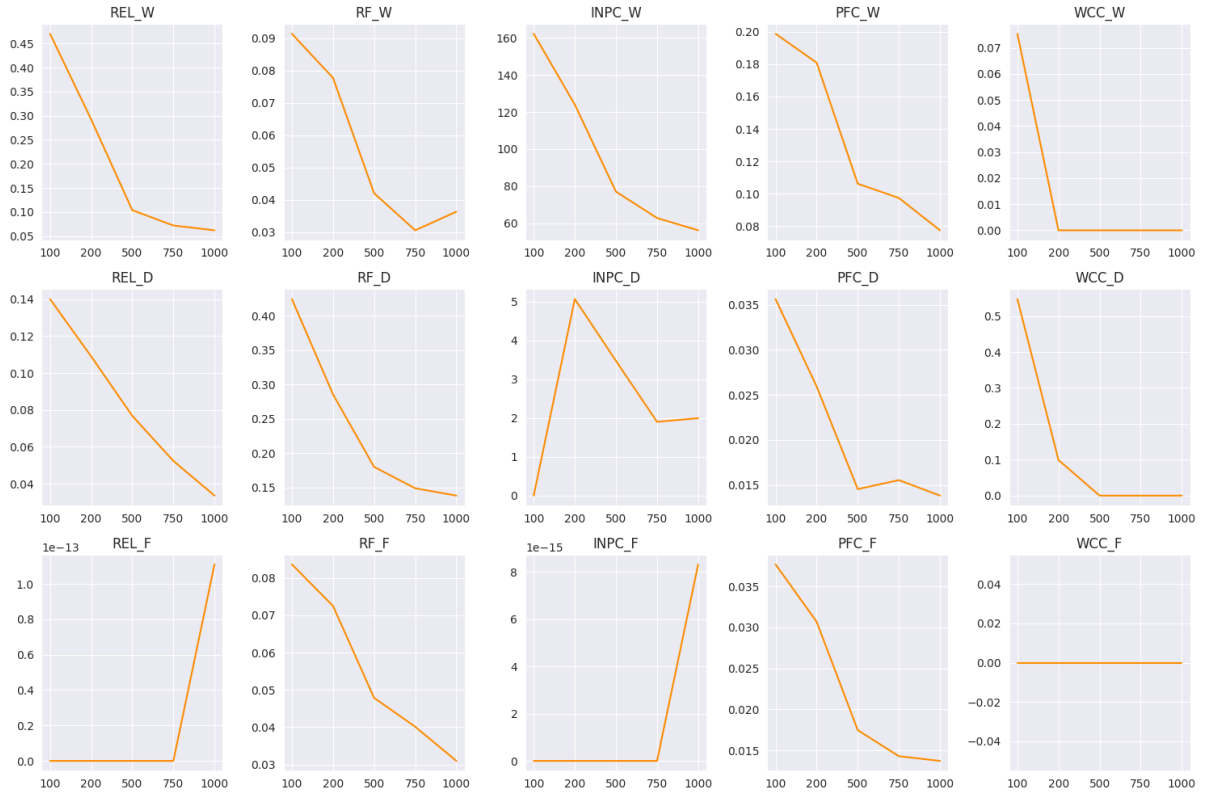 REL_W RF_W INPC_W PFC_W WCC_W
0.45 0.09 160 0.20 0.07
0.40 0.08 140 0.18 0.06
0.35 0.07 120 0.16 0.05
0.30 0.06 100 0.14 0.04
0.25 0.05 80 0.12 0.03
0.20 0.04 60 0.10 0.02
0.15 0.03 0.08 0.01
0.10 0.00
0.05
100 200 500 750 1000 100 200 500 750 1000 100 200 500 750 1000 100 200 500 750 1000 100 200 500 750 1000
REL_D RF_D INPC_D PFC_D WCC_D
0.14 0.40 5 0.035 0.5
0.12 0.35 4 0.030 0.4
0.10 0.30 3 0.025 0.3
0.08 0.25 2 0.020 0.2
0.06 0.20 1 0.015 0.1
0.04 0.15 0 0.0
100 200 500 750 1000 100 200 500 750 1000 100 200 500 750 1000 100 200 500 750 1000 100 200 500 750 1000
1e−13 REL_F RF_F 1e−15 INPC_F PFC_F WCC_F
1.0 0.08 8 0.035 0.04
0.8 0.07 6 0.030 0.02
0.6 0.06 4 0.025 0.00
0.4 0.05 2 0.020 −0.02
0.2 0.04 0 0.015 −0.04
0.0 0.03
100 200 500 750 1000 100 200 500 750 1000 100 200 500 750 1000 100 200 500 750 1000 100 200 500 750 1000